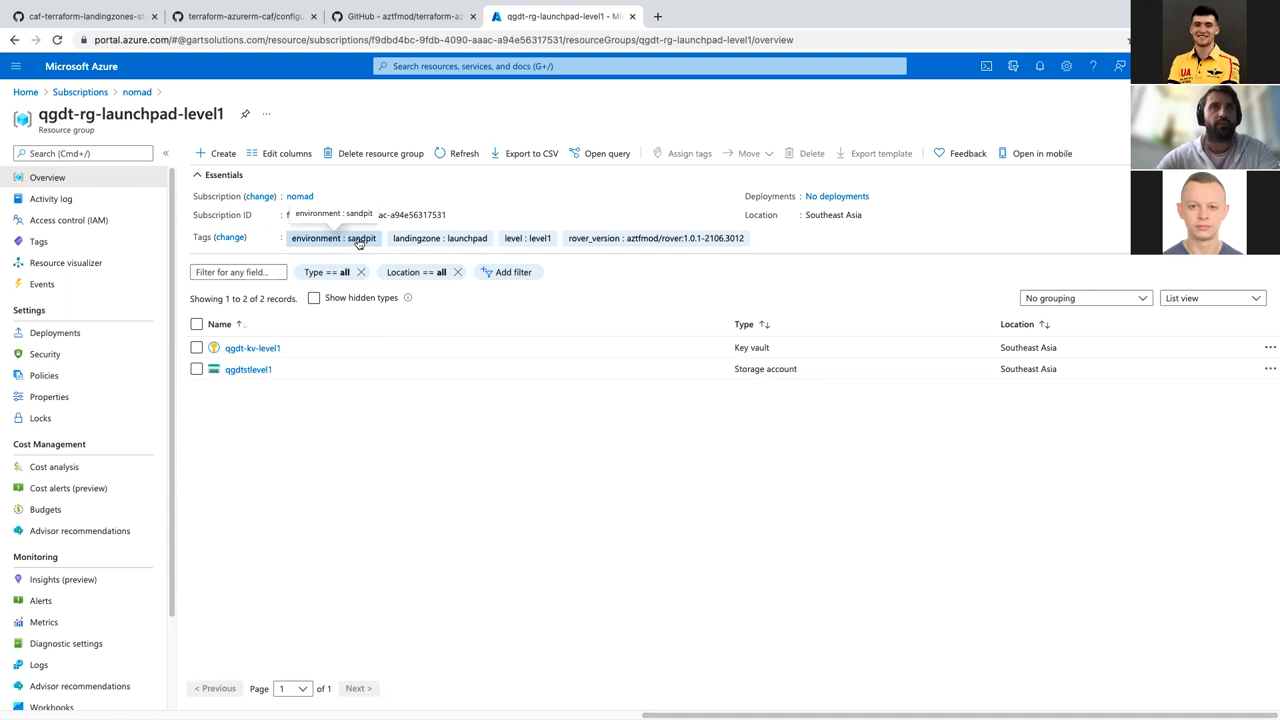 caf-terraform-landingzones-st
terraform-azurerm-caf/configu
GitHub - aztfmod/terraform-az
qgdt-rg-launchpad-level1 - Mi
portal.azure.com/#@gartsolutions.com/resource/subscriptions/f9dbd4bc-9fdb-4090-aaac-a94e56317531/resourceGroups/qgdt-rg-launchpad-level1/overview
Microsoft Azure
Search resources, services, and docs (G+/)
Home > Subscriptions > nomad >
qgdt-rg-launchpad-level1
Resource group
Search (Cmd+/)
Create
Edit columns
Delete resource group
Refresh
Export to CSV
Open query
Assign tags
Move
Delete
Export template
Feedback
Open in mobile
Essentials
Subscription (change) : nomad
Deployments : No deployments
environment : sandpit
Subscription ID : f ac-a94e56317531
Location : Southeast Asia
Tags (change) : environment : sandpit landingzone : launchpad level : level1 rover_version : aztfmod/rover:1.0.1-2106.3012
Filter for any field...
Type == all
Location == all
Add filter
Showing 1 to 2 of 2 records.
Show hidden types
No grouping
List view
Name
Type
Location
qgdt-kv-level1
Key vault
Southeast Asia
qgdtstlevel1
Storage account
Southeast Asia
< Previous
Page 1 of 1
Next >
Overview
Activity log
Access control (IAM)
Tags
Resource visualizer
Events
Settings
Deployments
Security
Policies
Properties
Locks
Cost Management
Cost analysis
Cost alerts (preview)
Budgets
Advisor recommendations
Monitoring
Insights (preview)
Alerts
Metrics
Diagnostic settings
Logs
Advisor recommendations
Workbooks
UA